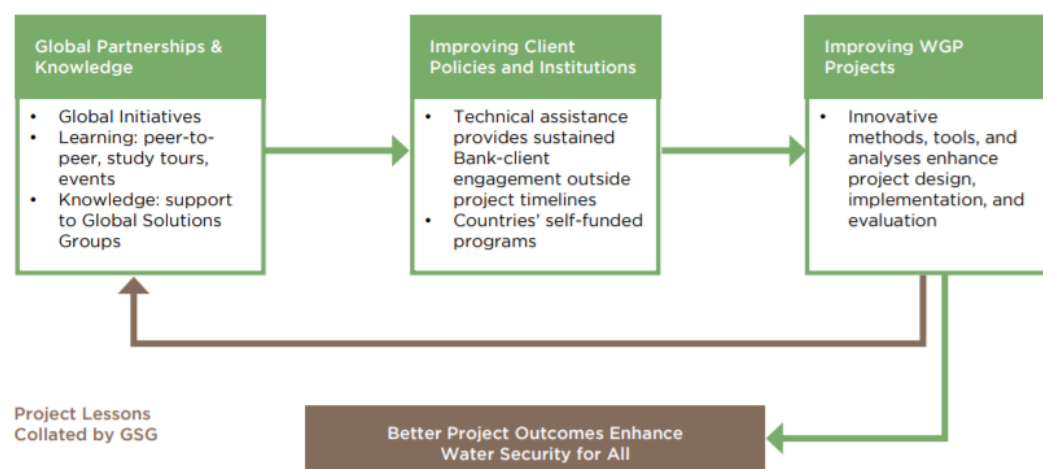 Global Partnerships &
Knowledge
• Global Initiatives
• Learning: peer-to-
peer, study tours,
events
• Knowledge: support
to Global Solutions
Groups
Improving Client
Policies and Institutions
• Technical assistance
provides sustained
Bank-client
engagement outside
project timelines
• Countries' self-funded
programs
Improving WGP
Projects
• Innovative
methods, tools, and
analyses enhance
project design,
implementation, and
evaluation
Project Lessons
Collated by GSG
Better Project Outcomes Enhance
Water Security for All